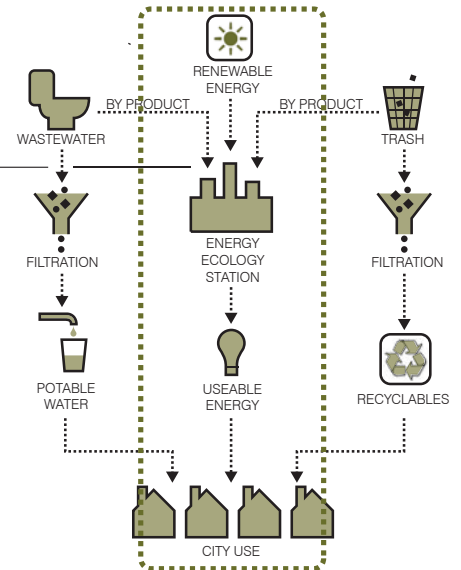 RENEWABLE
ENERGY
BY PRODUCT
BY PRODUCT
WASTEWATER
TRASH
FILTRATION
ENERGY
ECOLOGY
STATION
FILTRATION
POTABLE
WATER
USEABLE
ENERGY
RECYCLABLES
CITY USE